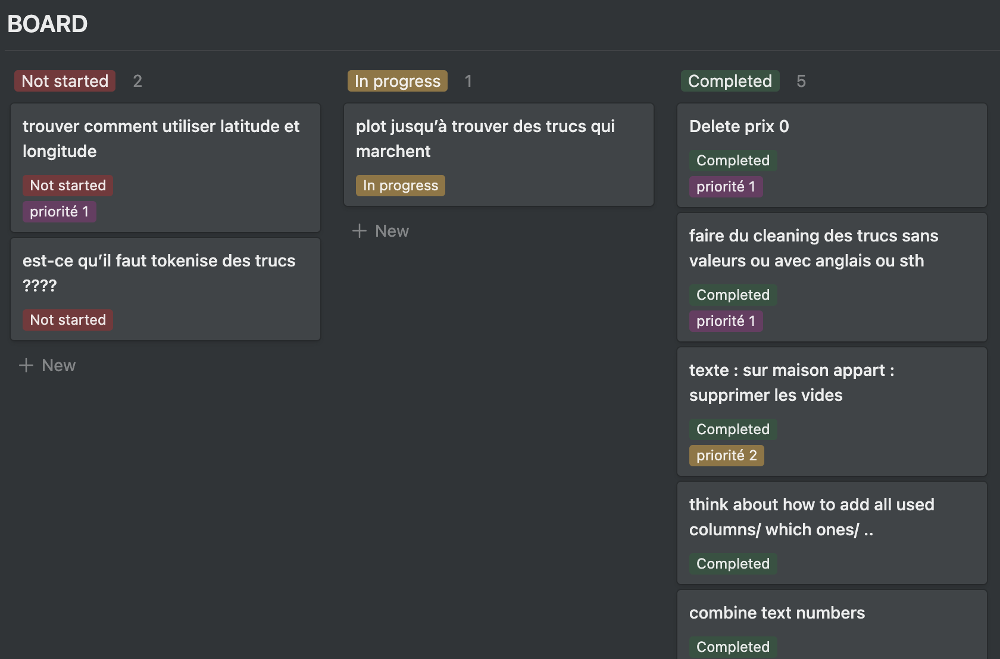 BOARD
Not started 2
trouver comment utiliser latitude et
longitude
Not started
priorité 1
est-ce qu’il faut tokenise des trucs
????
Not started
+ New
In progress 1
plot jusqu’à trouver des trucs qui
marchent
In progress
+ New
Completed 5
Delete prix 0
Completed
priorité 1
faire du cleaning des trucs sans
valeurs ou avec anglais ou sth
Completed
priorité 1
texte : sur maison appart :
supprimer les vides
Completed
priorité 2
think about how to add all used
columns/ which ones/ ..
Completed
combine text numbers
Completed